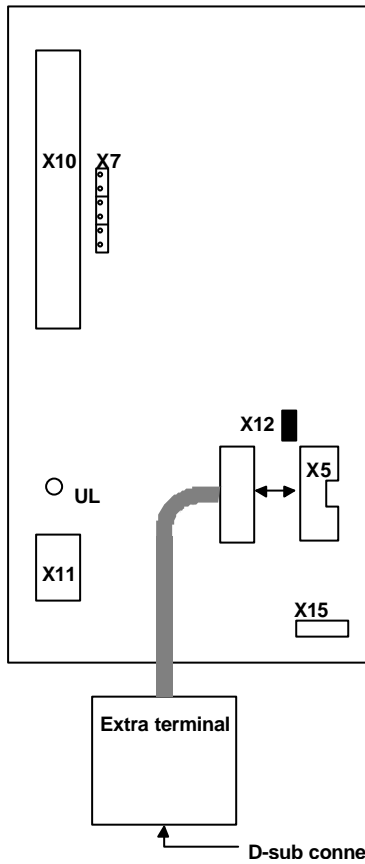 X10 X7
X12
X5
UL
X11
X15
Extra terminal
D-sub conne